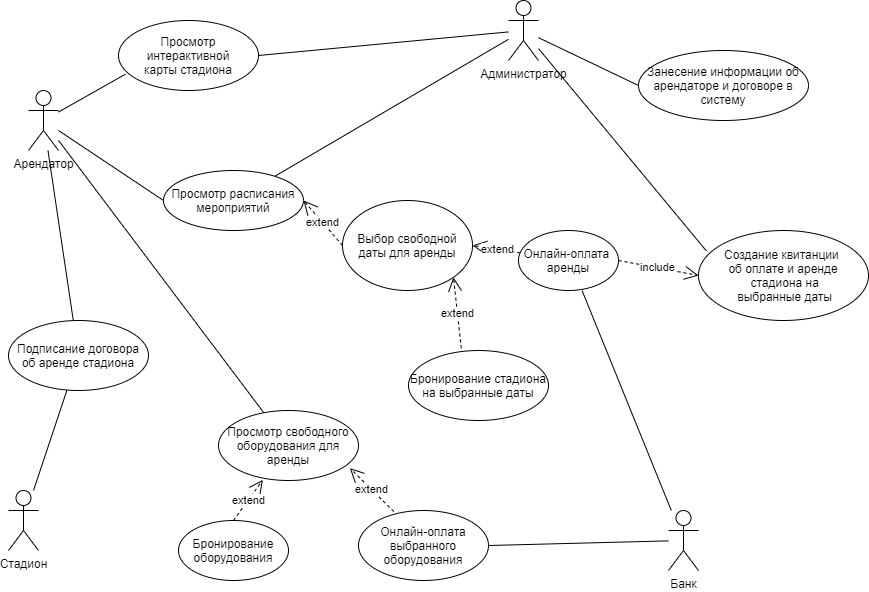 Просмотр
интерактивной
карты стадиона
Администратор
Занесение информации об
арендаторе и договоре в
систему
Арендатор
Просмотр расписания
мероприятий
extend
Выбор свободной
даты для аренды
extend
Онлайн-оплата
аренды
include
Создание квитанции
об оплате и аренде
стадиона на
выбранные даты
extend
Подписание договора
об аренде стадиона
Бронирование стадиона
на выбранные даты
Просмотр свободного
оборудования для
аренды
extend
extend
Стадион
Бронирование
оборудования
Онлайн-оплата
выбранного
оборудования
Банк